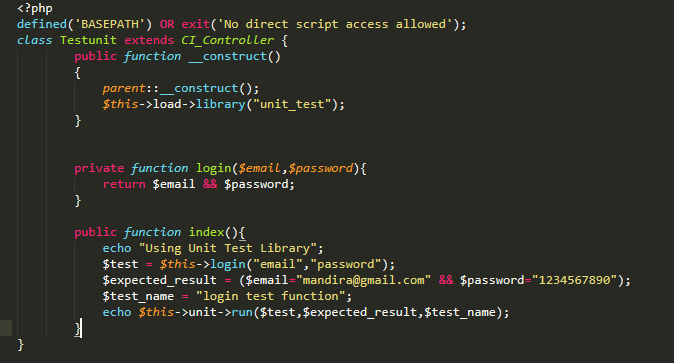 <?php
defined('BASEPATH') OR exit('No direct script access allowed');
class Testunit extends CI_Controller {
public function __construct()
{
parent::__construct();
$this->load->library("unit_test");
}
private function login($email,$password){
return $email && $password;
}
public function index(){
echo "Using Unit Test Library";
$test = $this->login("email","password");
$expected_result = ($email="mandira@gmail.com" && $password="1234567890");
$test_name = "login test function";
echo $this->unit->run($test,$expected_result,$test_name);
}
}